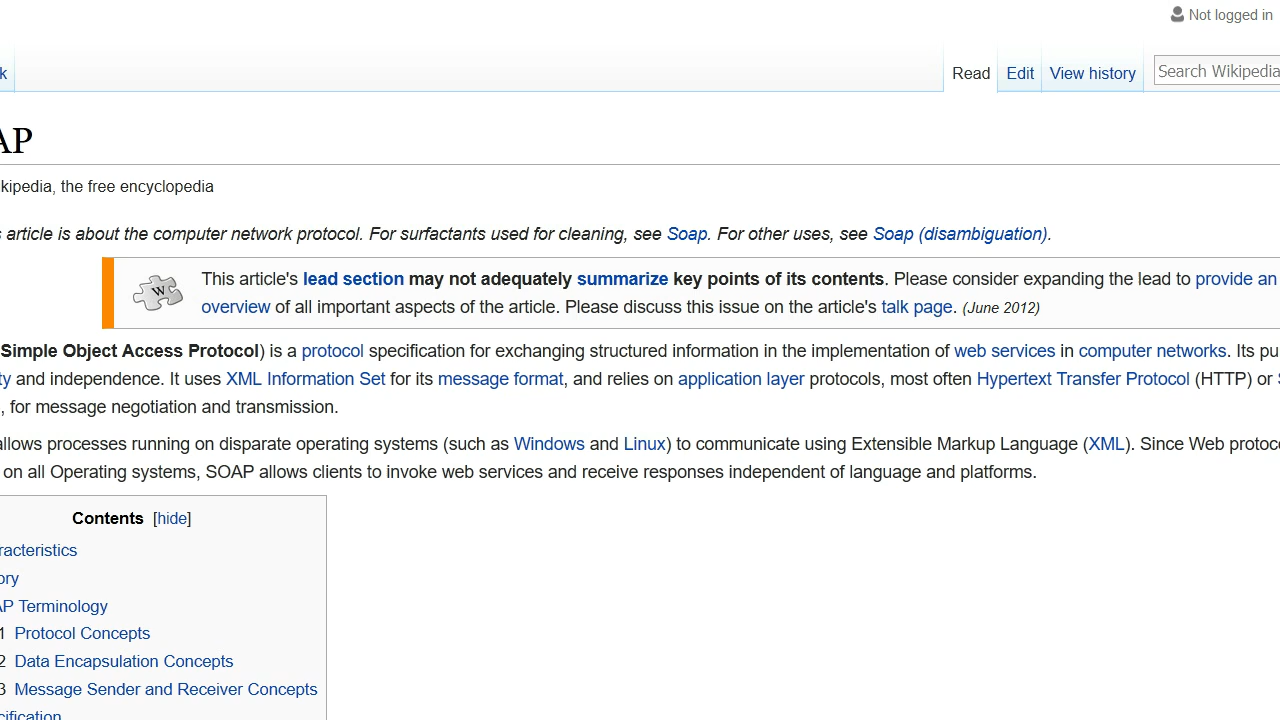 Not logged in
k
Read Edit View history Search Wikipedia
AP
kipedia, the free encyclopedia
s article is about the computer network protocol. For surfactants used for cleaning, see Soap. For other uses, see Soap (disambiguation).
This article's lead section may not adequately summarize key points of its contents. Please consider expanding the lead to provide an
overview of all important aspects of the article. Please discuss this issue on the article's talk page. (June 2012)
Simple Object Access Protocol) is a protocol specification for exchanging structured information in the implementation of web services in computer networks. Its pu
ty and independence. It uses XML Information Set for its message format, and relies on application layer protocols, most often Hypertext Transfer Protocol (HTTP) or S
, for message negotiation and transmission.
allows processes running on disparate operating systems (such as Windows and Linux) to communicate using Extensible Markup Language (XML). Since Web protoc
on all Operating systems, SOAP allows clients to invoke web services and receive responses independent of language and platforms.
Contents [hide]
racteristics
ory
AP Terminology
1 Protocol Concepts
2 Data Encapsulation Concepts
3 Message Sender and Receiver Concepts
cification